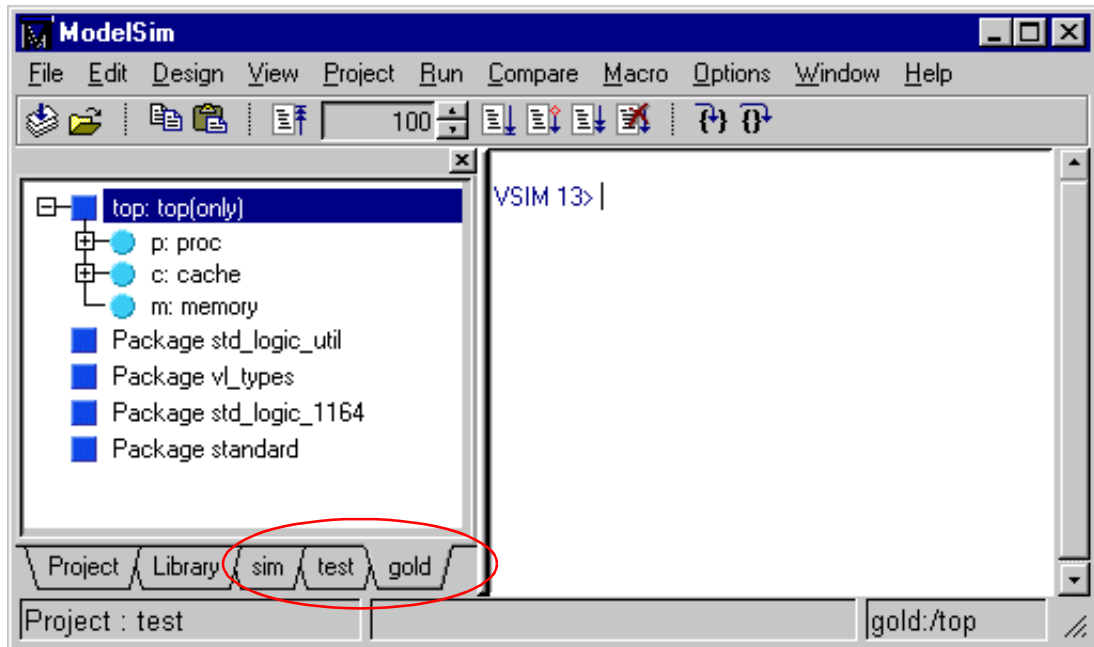 ModelSim
File Edit Design View Project Run Compare Macro Options Window Help
100
top: top(only)
p: proc
c: cache
m: memory
Package std_logic_util
Package vl_types
Package std_logic_1164
Package standard
VSIM 13>
Project Library sim test gold
Project : test gold:/top